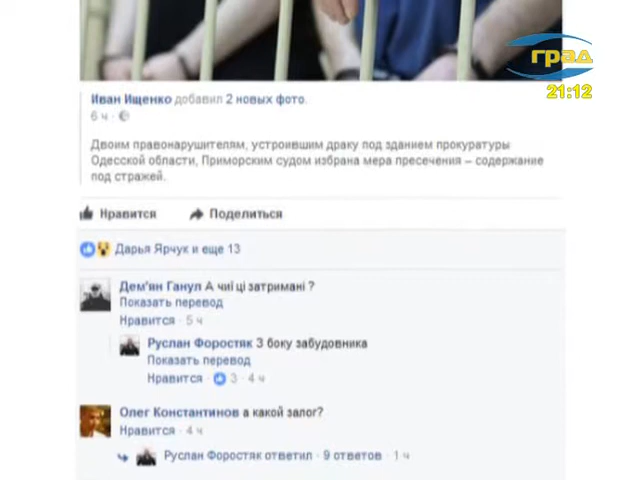 град
21:12
Иван Ищенко добавил 2 новых фото.
6 ч ·
Двоим правонарушителям, устроившим драку под зданием прокуратуры
Одесской области, Приморским судом избрана мера пресечения – содержание
под стражей.
Нравится Поделиться
Дарья Ярчук и еще 13
Дем'ян Ганул А чиї ці затримані ?
Показать перевод
Нравится · 5 ч
Руслан Форостяк З боку забудовника
Показать перевод
Нравится · 3 · 4 ч
Олег Константинов а какой залог?
Нравится · 4 ч
Руслан Форостяк ответил · 9 ответов · 1 ч